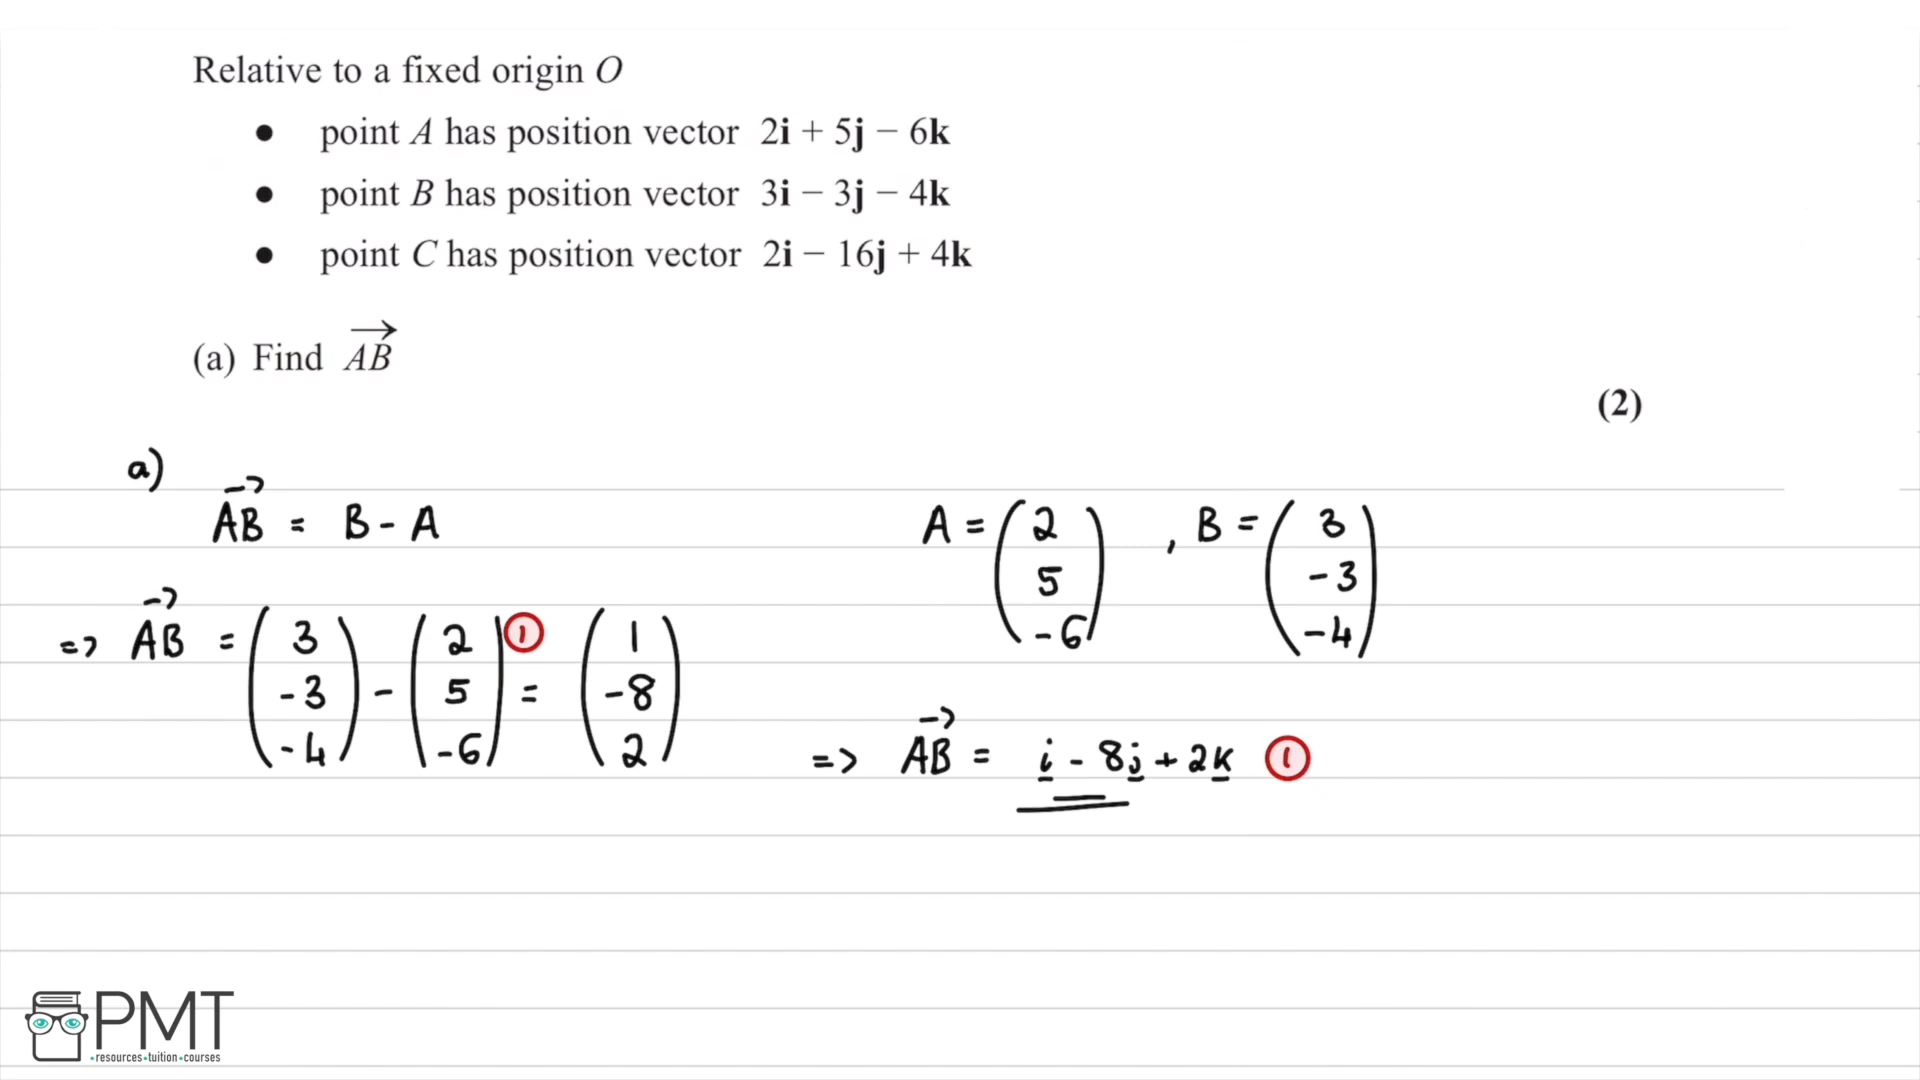 Relative to a fixed origin O
● point A has position vector 2i + 5j − 6k
● point B has position vector 3i − 3j − 4k
● point C has position vector 2i − 16j + 4k
(a) Find →AB
(2)
a)
→AB = B - A
A = (2 5 -6) , B = (3 -3 -4)
=> →AB = (3 -3 -4) - (2 5 -6) ① = (1 -8 2)
=> →AB = i - 8j + 2k ①
PMT
•resources•tuition•courses